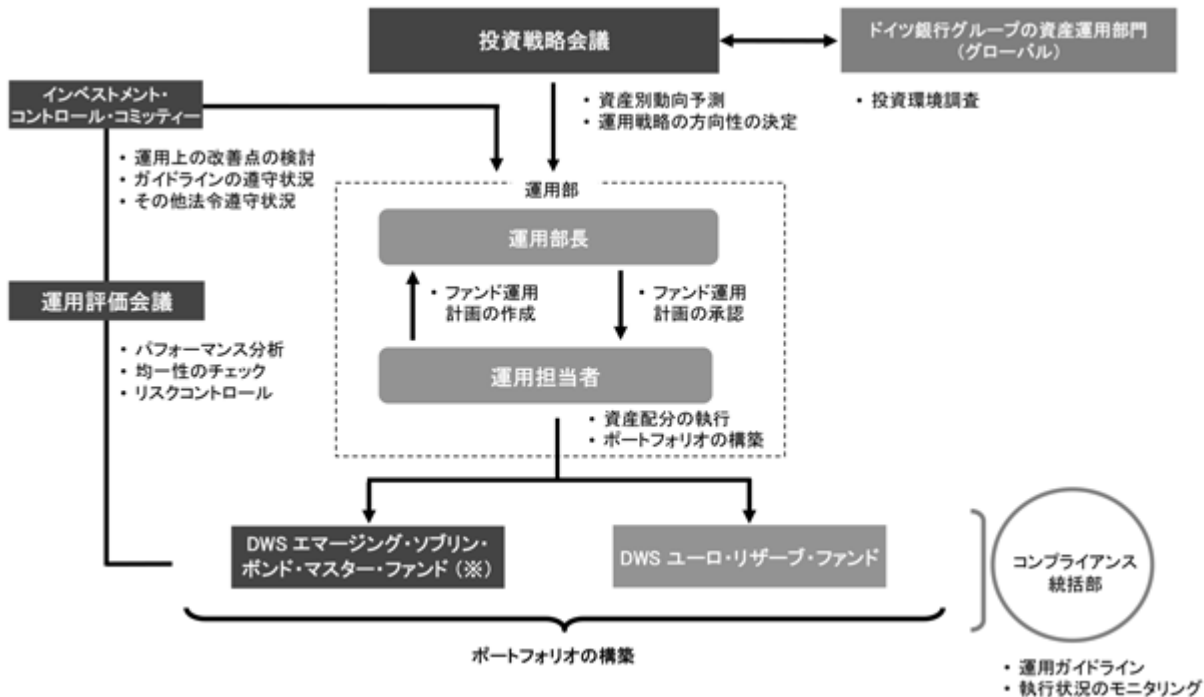 投資戦略会議
ドイツ銀行グループの資産運用部門
(グローバル)
・ 資産別動向予測
・ 運用戦略の方向性の決定
・ 投資環境調査
インベストメント・
コントロール・コミッティー
・ 運用上の改善点の検討
・ ガイドラインの遵守状況
・ その他法令遵守状況
運用部
運用部長
・ ファンド運用
計画の作成
・ ファンド運用
計画の承認
運用評価会議
・ パフォーマンス分析
・ 均一性のチェック
・ リスクコントロール
運用担当者
・ 資産配分の執行
・ ポートフォリオの構築
DWS エマージング・ソブリン・
ボンド・マスター・ファンド (※)
DWS ユーロ・リザーブ・ファンド
コンプライアンス
統括部
ポートフォリオの構築
・ 運用ガイドライン
・ 執行状況のモニタリング